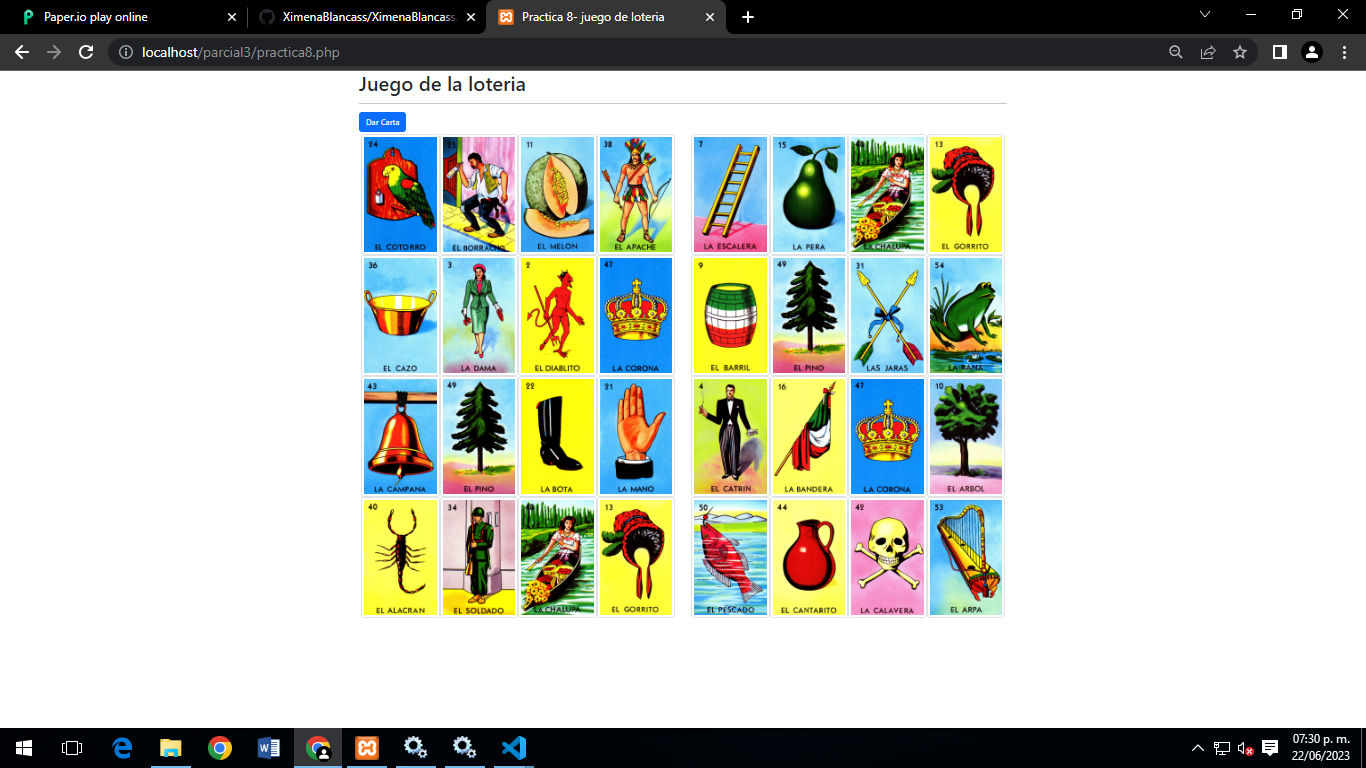 Paper.io play online
XimenaBlancass/XimenaBlancass
Practica 8- juego de loteria
localhost/parcial3/practica8.php
Juego de la loteria
Dar Carta
24 25 11 38 7 15 48 13
EL COTORRO EL BORRACHO EL MELON EL APACHE LA ESCALERA LA PERA LA CHALUPA EL GORRITO
36 3 2 47 9 49 31 54
EL CAZO LA DAMA EL DIABLITO LA CORONA EL BARRIL EL PINO LAS JARAS LA RANA
43 49 22 21 4 16 47 10
LA CAMPANA EL PINO LA BOTA LA MANO EL CATRIN LA BANDERA LA CORONA EL ARBOL
40 34 48 13 50 44 42 53
EL ALACRAN EL SOLDADO LA CHALUPA EL GORRITO EL PESCADO EL CANTARITO LA CALAVERA EL ARPA
07:30 p. m.
22/06/2023